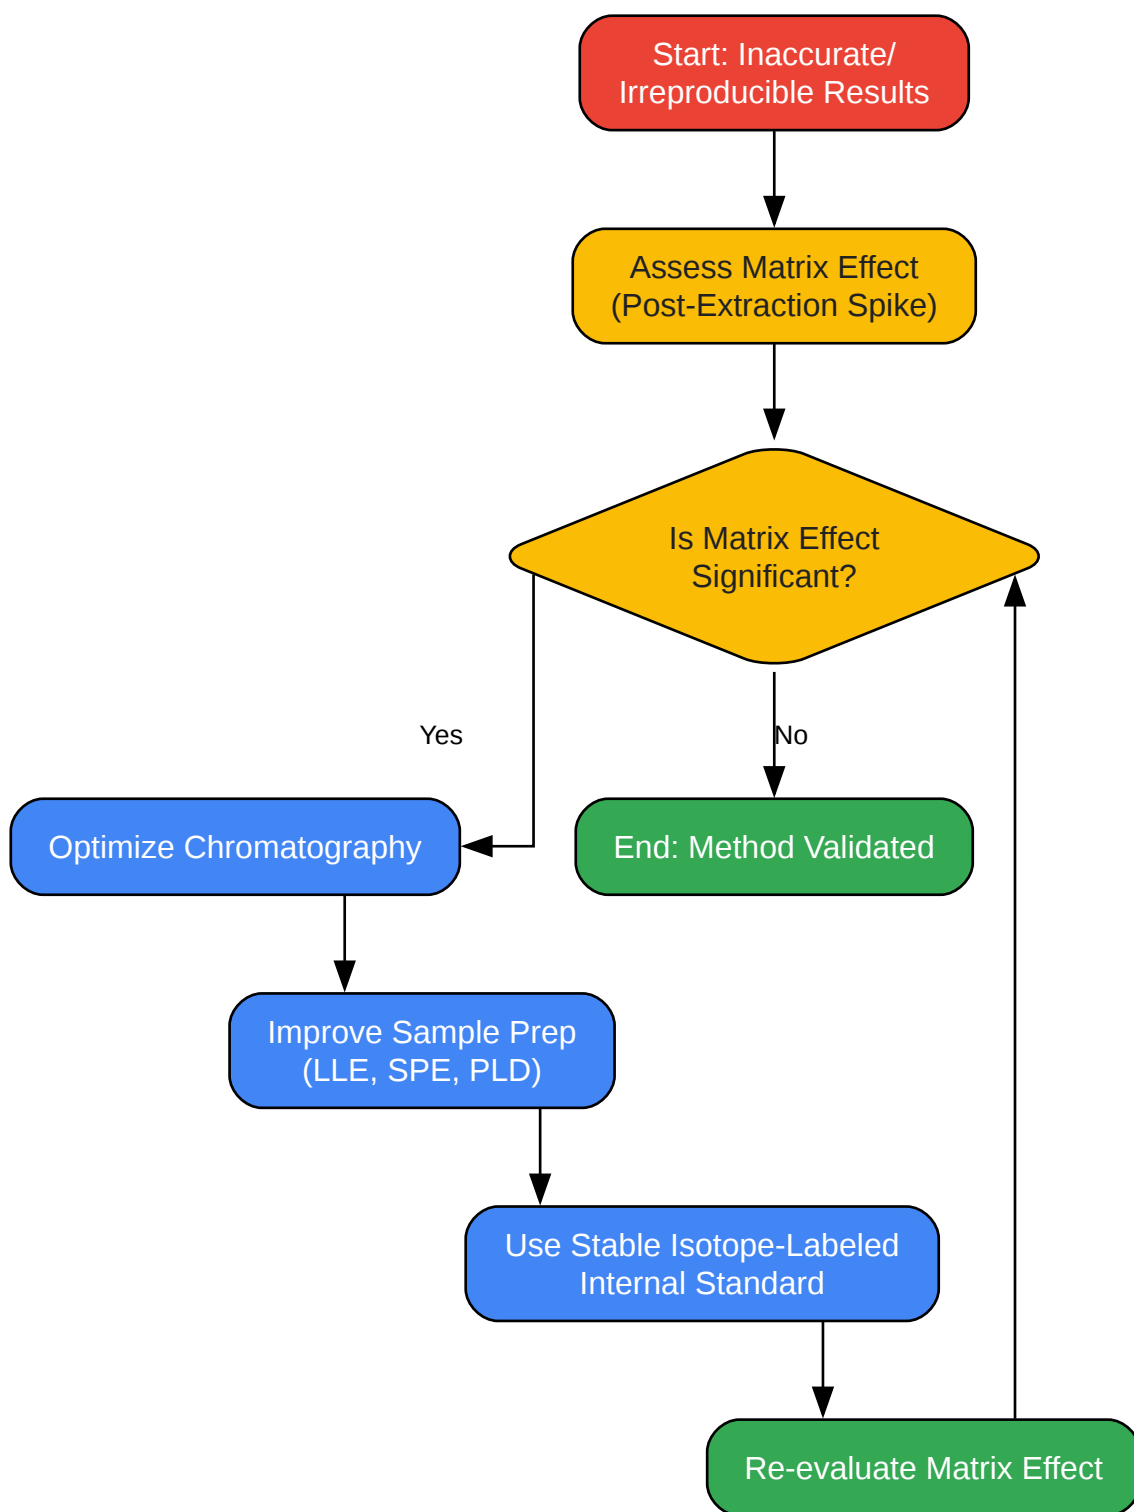 Start: Inaccurate/
Irreproducible Results
Assess Matrix Effect
(Post-Extraction Spike)
Is Matrix Effect
Significant?
Yes
No
Optimize Chromatography
End: Method Validated
Improve Sample Prep
(LLE, SPE, PLD)
Use Stable Isotope-Labeled
Internal Standard
Re-evaluate Matrix Effect